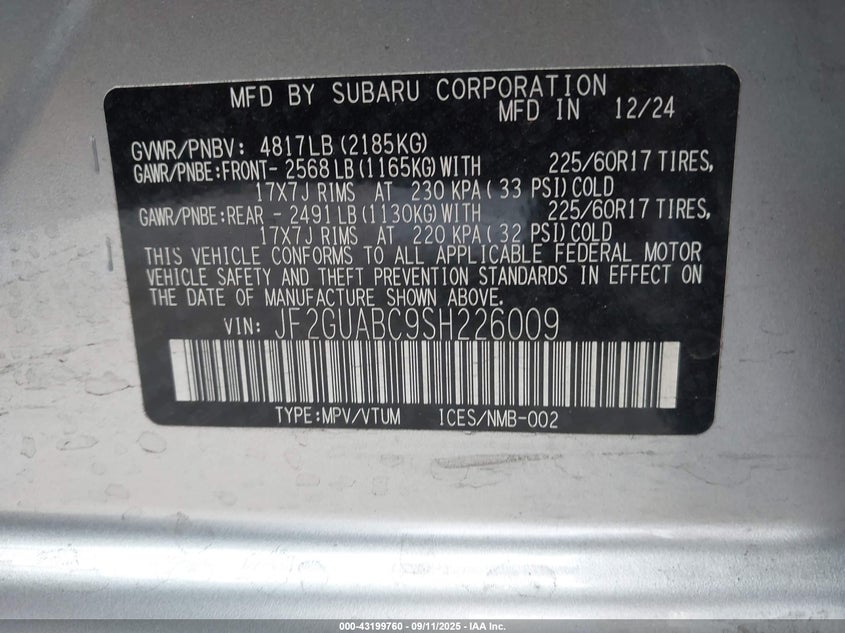 MFD BY SUBARU CORPORATION
MFD IN 12/24
GVWR/PNBV: 4817LB (2185KG)
GAWR/PNBE:FRONT- 2568 LB (1165KG) WITH 225/60R17 TIRES,
17X7J RIMS AT 230 KPA ( 33 PSI) COLD
GAWR/PNBE:REAR - 2491 LB (1130KG) WITH 225/60R17 TIRES,
17X7J RIMS AT 220 KPA ( 32 PSI) COLD
THIS VEHICLE CONFORMS TO ALL APPLICABLE FEDERAL MOTOR
VEHICLE SAFETY AND THEFT PREVENTION STANDARDS IN EFFECT ON
THE DATE OF MANUFACTURE SHOWN ABOVE.
VIN: JF2GUABC9SH226009
TYPE:MPV/VTUM ICES/NMB-002
000-43199760 - 09/11/2025 - IAA Inc.